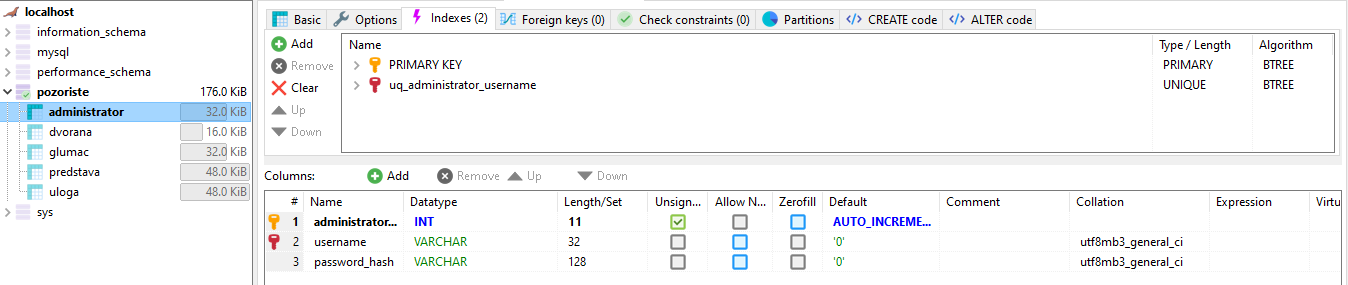 localhost
information_schema
mysql
performance_schema
pozoriste 176.0 KiB
administrator 32.0 KiB
dvorana 16.0 KiB
glumac 32.0 KiB
predstava 48.0 KiB
uloga 48.0 KiB
sys
Basic Options Indexes (2) Foreign keys (0) Check constraints (0) Partitions CREATE code ALTER code
Add
Remove
Clear
Up
Down
Name Type / Length Algorithm
PRIMARY KEY PRIMARY BTREE
uq_administrator_username UNIQUE BTREE
Columns: Add Remove Up Down
# Name Datatype Length/Set Unsign... Allow N... Zerofill Default Comment Collation Expression Virtu
1 administrator... INT 11 AUTO_INCREME...
2 username VARCHAR 32 '0' utf8mb3_general_ci
3 password_hash VARCHAR 128 '0' utf8mb3_general_ci